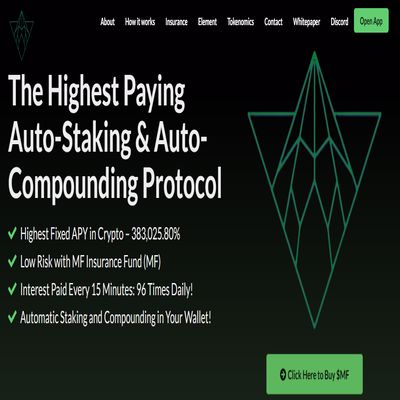 About How it works Insurance Element Tokenomics Contact Whitepaper Discord Open App
The Highest Paying
Auto-Staking & Auto-
Compounding Protocol
Highest Fixed APY in Crypto – 383,025.80%
Low Risk with MF Insurance Fund (MF)
Interest Paid Every 15 Minutes: 96 Times Daily!
Automatic Staking and Compounding in Your Wallet!
Click Here to Buy $MF